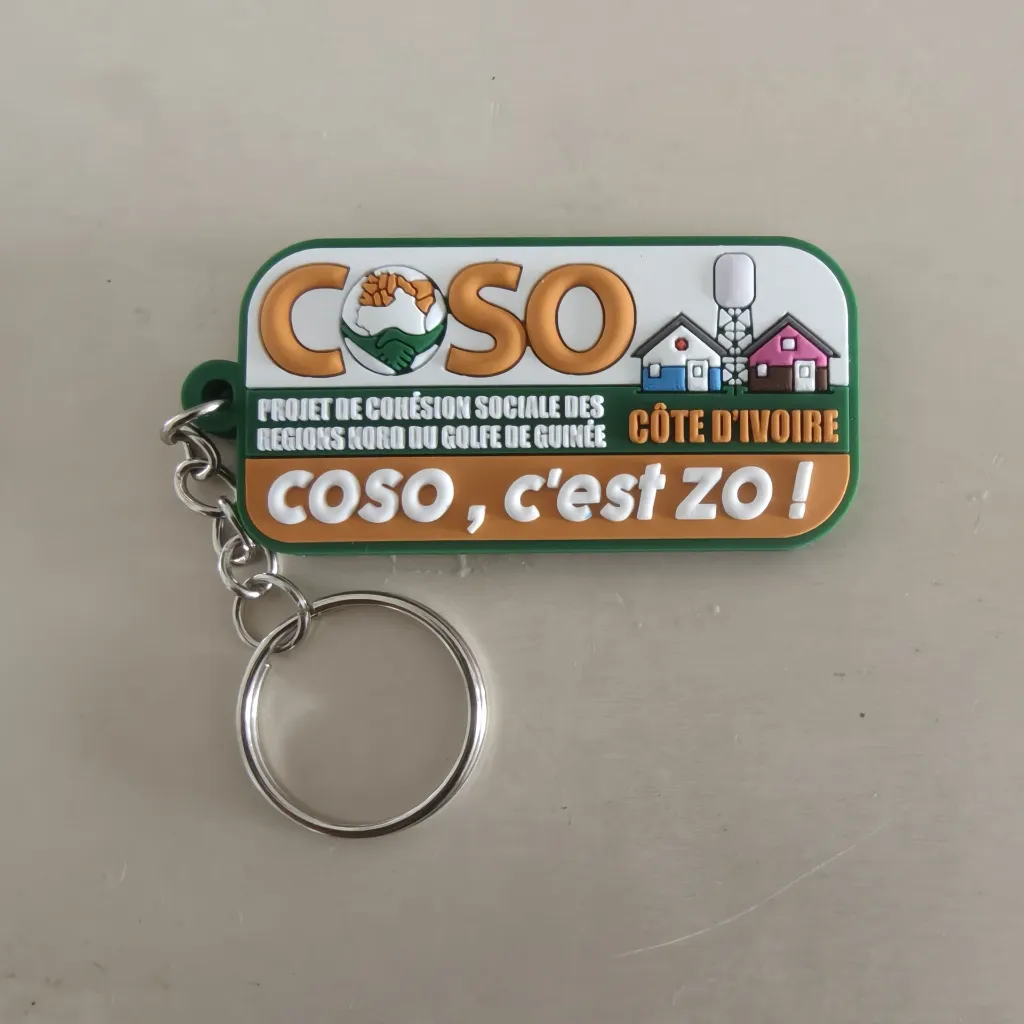 COSO
PROJET DE COHÉSION SOCIALE DES
REGIONS NORD DU GOLFE DE GUINÉE
CÔTE D'IVOIRE
COSO, c'est ZO !